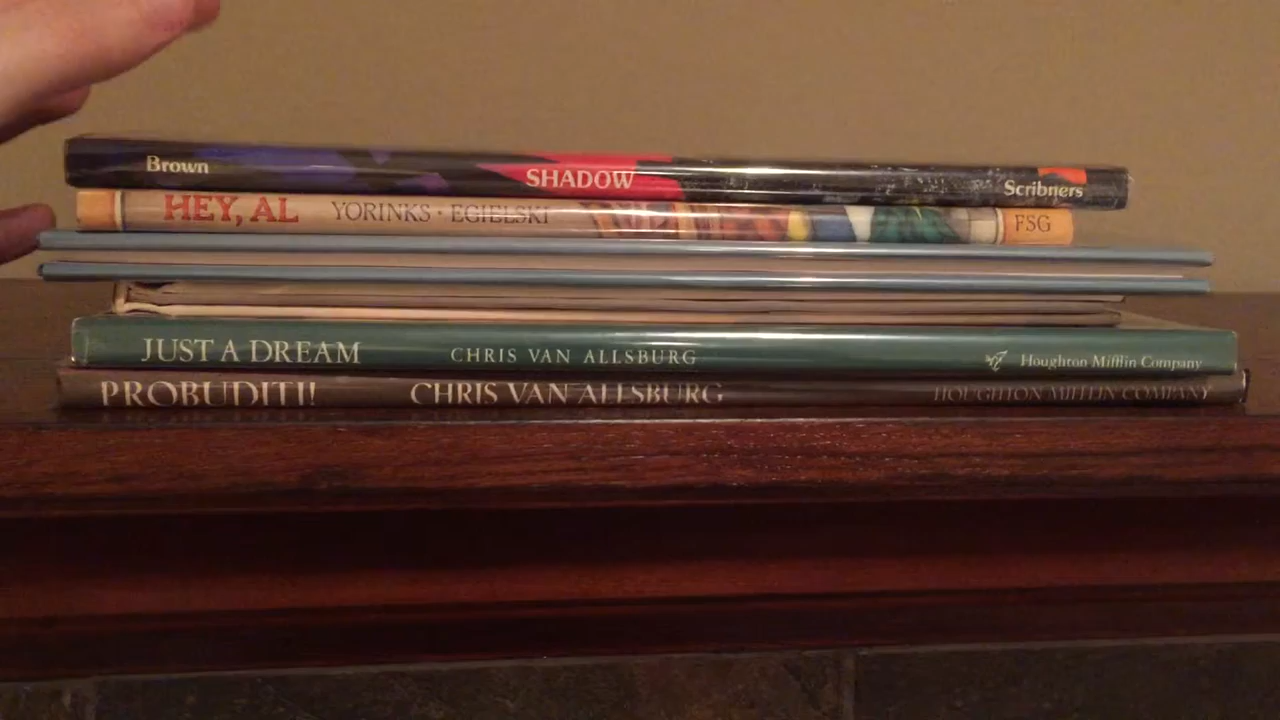 Brown SHADOW Scribners
HEY, AL YORINKS · EGIELSKI FSG
JUST A DREAM CHRIS VAN ALLSBURG Houghton Mifflin Company
PROBUDITI! CHRIS VAN ALLSBURG HOUGHTON MIFFLIN COMPANY